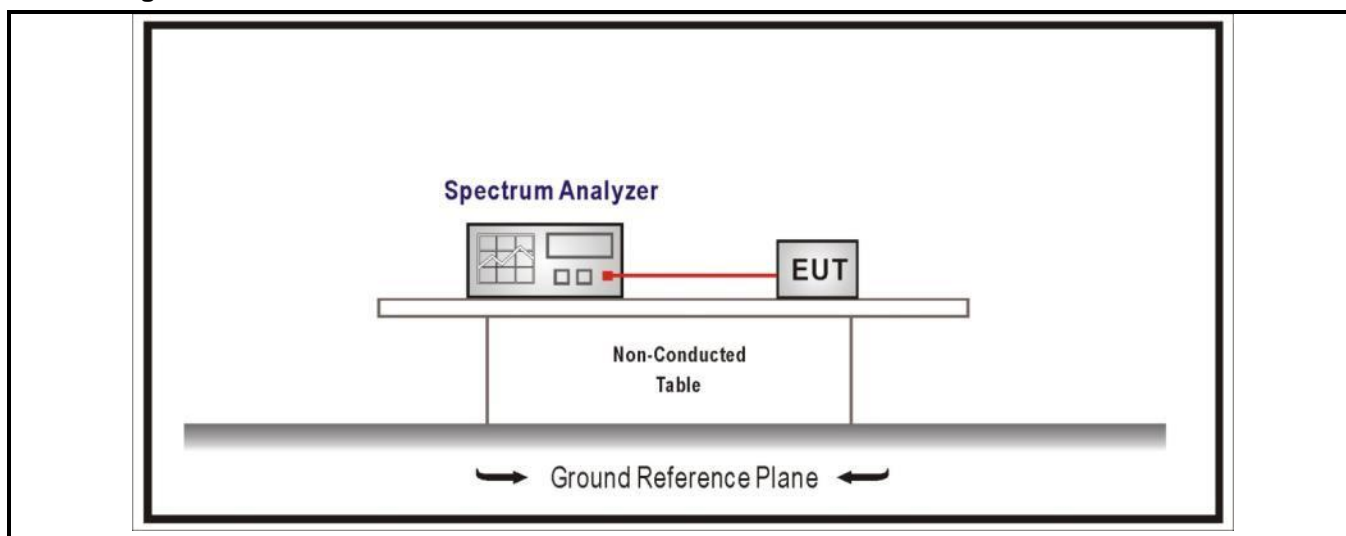 Spectrum Analyzer
EUT
Non-Conducted
Table
Ground Reference Plane